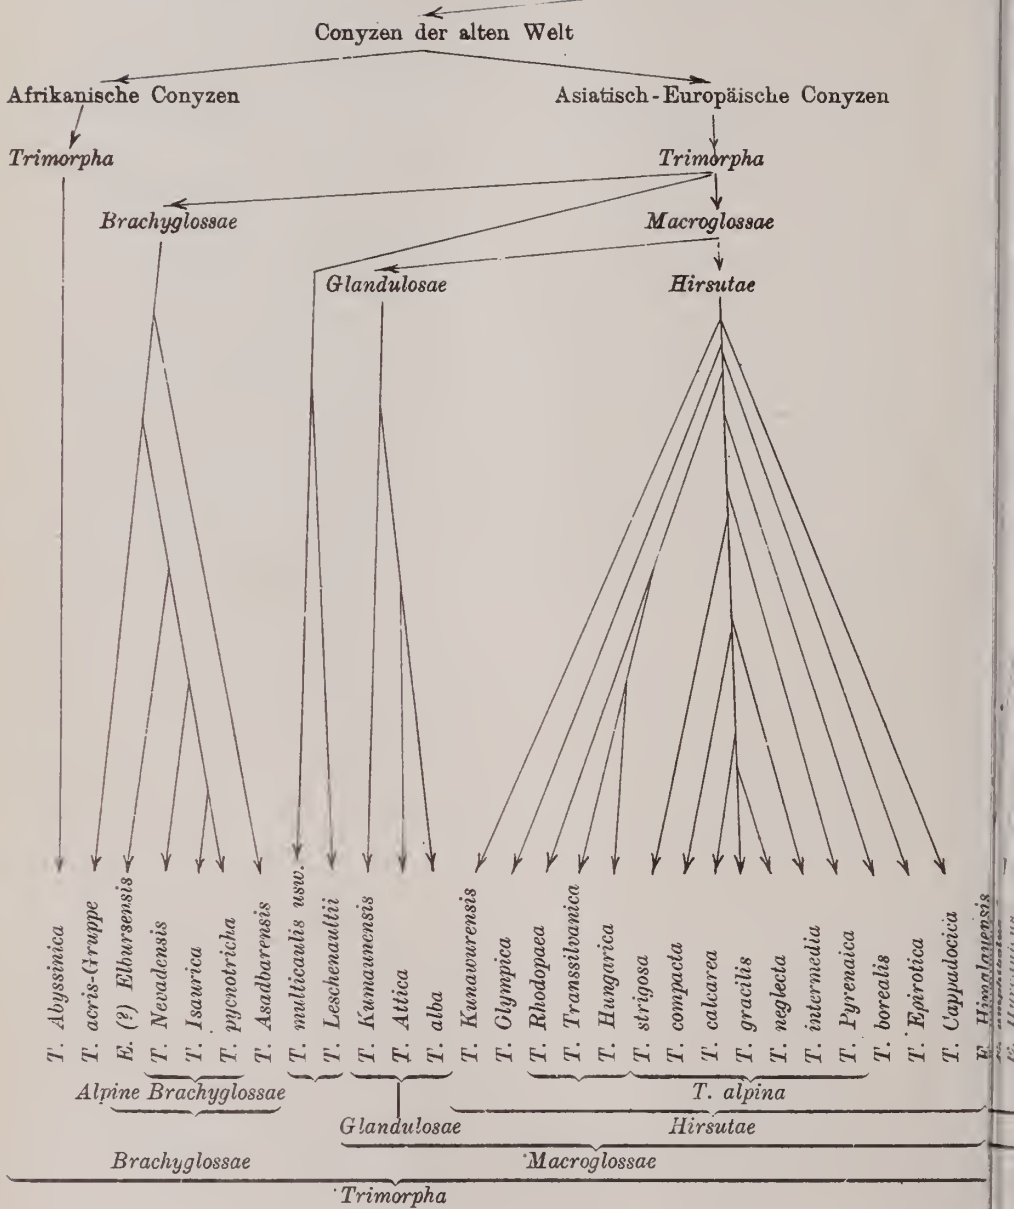 Conyzen der alten Welt
Afrikanische Conyzen
Asiatisch-Europäische Conyzen
Trimorpha
Trimorpha
Brachyglossae
Macroglossae
Glandulosae
Hirsutae
T. Abyssinica
T. acris-Gruppe
E. (?) Elbursensis
T. Nevadensis
T. Isaurica
T. pycnotricha
T. Asadbarensis
T. multicaulis usw.
T. Leschenaultii
T. Kumaunensis
T. Attica
T. alba
T. Kunawurensis
T. Olympica
T. Rhodopaea
T. Transsilvanica
T. Hungarica
T. strigosa
T. compacta
T. calcarea
T. gracilis
T. neglecta
T. intermedia
T. Pyrenaica
T. borealis
T. Epirotica
T. Cappadocica
E. Himalayensis
Alpine Brachyglossae
T. alpina
Glandulosae
Hirsutae
Brachyglossae
Macroglossae
Trimorpha